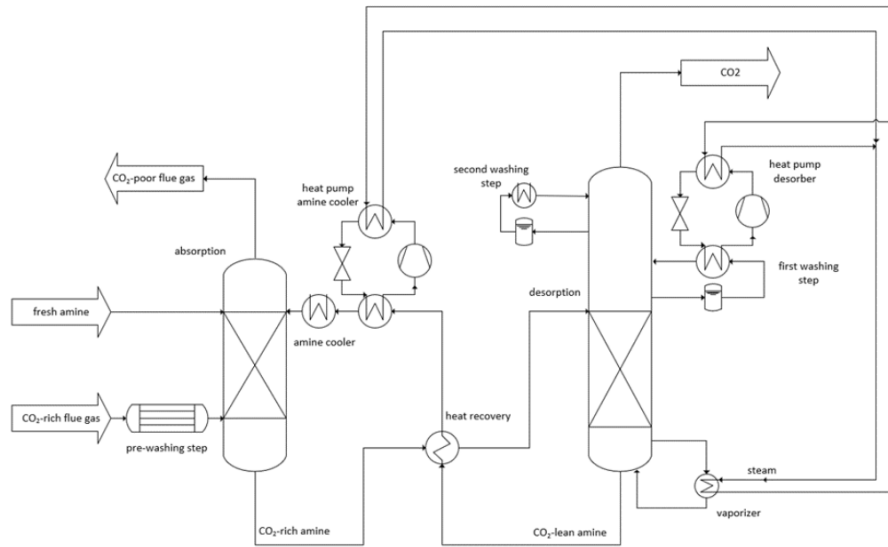 CO2
CO₂-poor flue gas
second washing
step
heat pump
desorber
heat pump
amine cooler
absorption
first washing
step
desorption
fresh amine
amine cooler
CO₂-rich flue gas
heat recovery
pre-washing step
steam
vaporizer
CO₂-rich amine
CO₂-lean amine